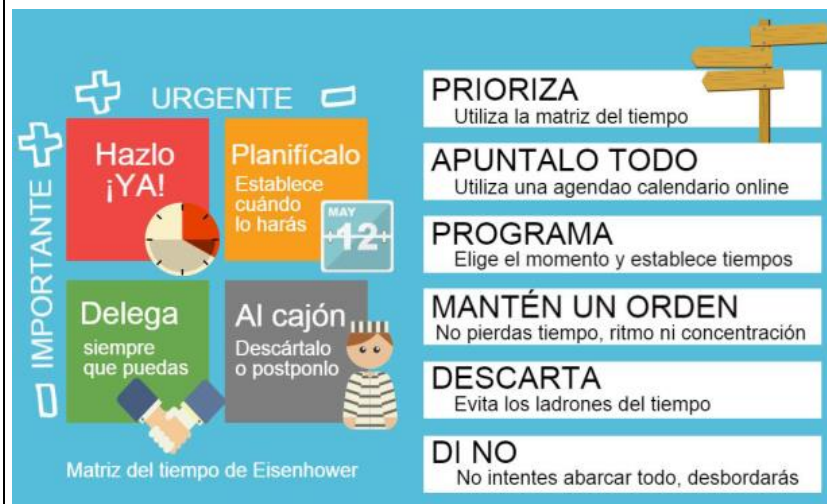 URGENTE
IMPORTANTE
Hazlo
¡YA!
Planifícalo
Establece
cuándo
lo harás
MAY
12
Delega
siempre
que puedas
Al cajón
Descártalo
o postponlo
Matriz del tiempo de Eisenhower
PRIORIZA
Utiliza la matriz del tiempo
APUNTALO TODO
Utiliza una agendao calendario online
PROGRAMA
Elige el momento y establece tiempos
MANTÉN UN ORDEN
No pierdas tiempo, ritmo ni concentración
DESCARTA
Evita los ladrones del tiempo
DI NO
No intentes abarcar todo, desbordarás